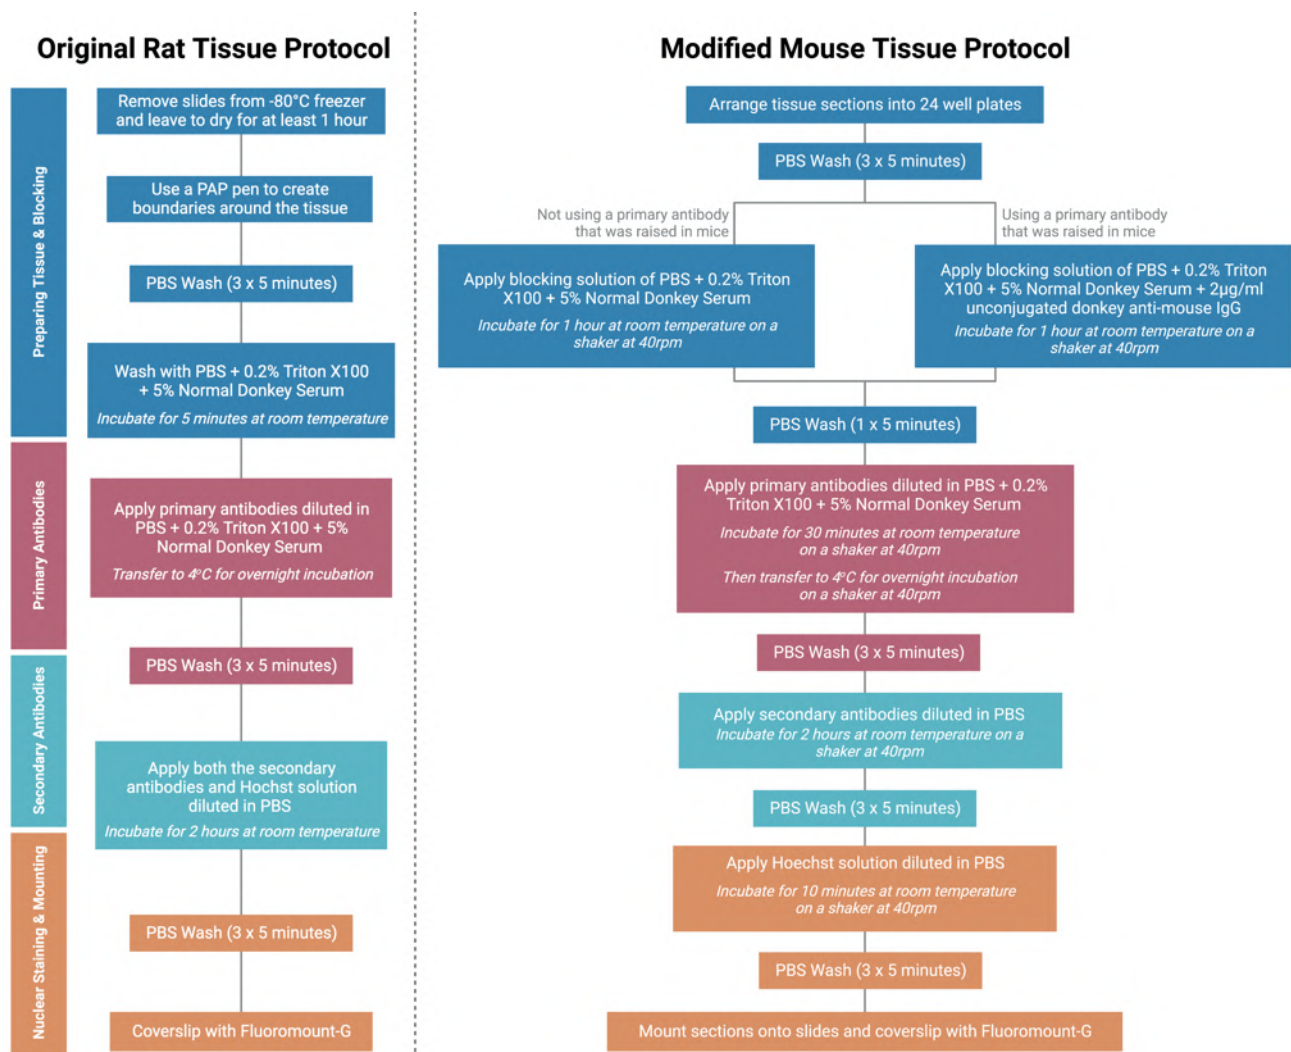 Original Rat Tissue Protocol
Preparing Tissue & Blocking
Remove slides from -80°C freezer
and leave to dry for at least 1 hour
Use a PAP pen to create
boundaries around the tissue
PBS Wash (3 x 5 minutes)
Wash with PBS + 0.2% Triton X100
+ 5% Normal Donkey Serum
Incubate for 5 minutes at room temperature
Primary Antibodies
Apply primary antibodies diluted in
PBS + 0.2% Triton X100 + 5%
Normal Donkey Serum
Transfer to 4°C for overnight incubation
PBS Wash (3 x 5 minutes)
Secondary Antibodies
Apply both the secondary
antibodies and Hochst solution
diluted in PBS
Incubate for 2 hours at room temperature
Nuclear Staining & Mounting
PBS Wash (3 x 5 minutes)
Coverslip with Fluoromount-G
Modified Mouse Tissue Protocol
Arrange tissue sections into 24 well plates
PBS Wash (3 x 5 minutes)
Not using a primary antibody
that was raised in mice
Apply blocking solution of PBS + 0.2% Triton
X100 + 5% Normal Donkey Serum
Incubate for 1 hour at room temperature on a
shaker at 40rpm
Using a primary antibody
that was raised in mice
Apply blocking solution of PBS + 0.2% Triton
X100 + 5% Normal Donkey Serum + 2µg/ml
unconjugated donkey anti-mouse IgG
Incubate for 1 hour at room temperature on a
shaker at 40rpm
PBS Wash (1 x 5 minutes)
Apply primary antibodies diluted in PBS + 0.2%
Triton X100 + 5% Normal Donkey Serum
Incubate for 30 minutes at room temperature
on a shaker at 40rpm
Then transfer to 4°C for overnight incubation
on a shaker at 40rpm
PBS Wash (3 x 5 minutes)
Apply secondary antibodies diluted in PBS
Incubate for 2 hours at room temperature on a
shaker at 40rpm
PBS Wash (3 x 5 minutes)
Apply Hoechst solution diluted in PBS
Incubate for 10 minutes at room temperature
on a shaker at 40rpm
PBS Wash (3 x 5 minutes)
Mount sections onto slides and coverslip with Fluoromount-G